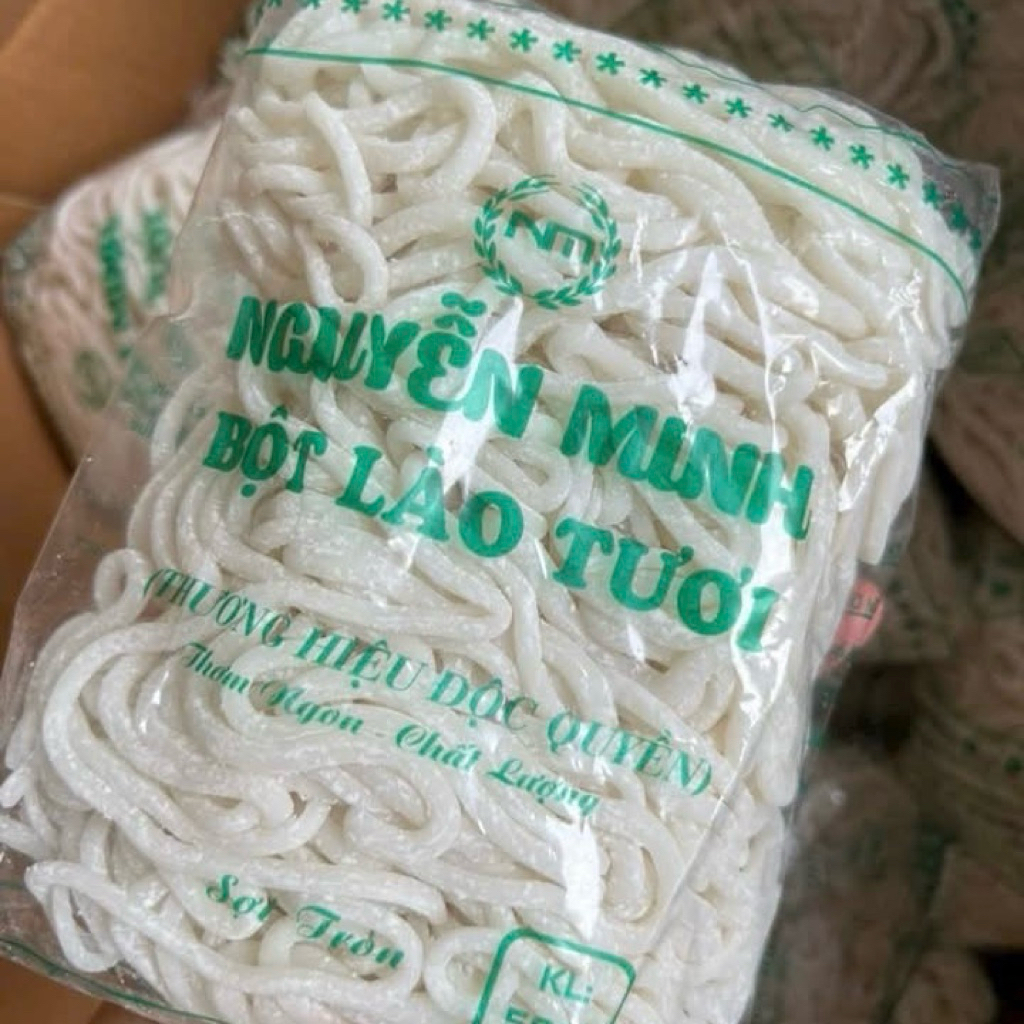 NM
NGUYỄN MINH
BỘT LÀO TƯƠI
(THƯƠNG HIỆU ĐỘC QUYỀN)
Thơm Ngon - Chất Lượng
Sợi Tròn
KL: